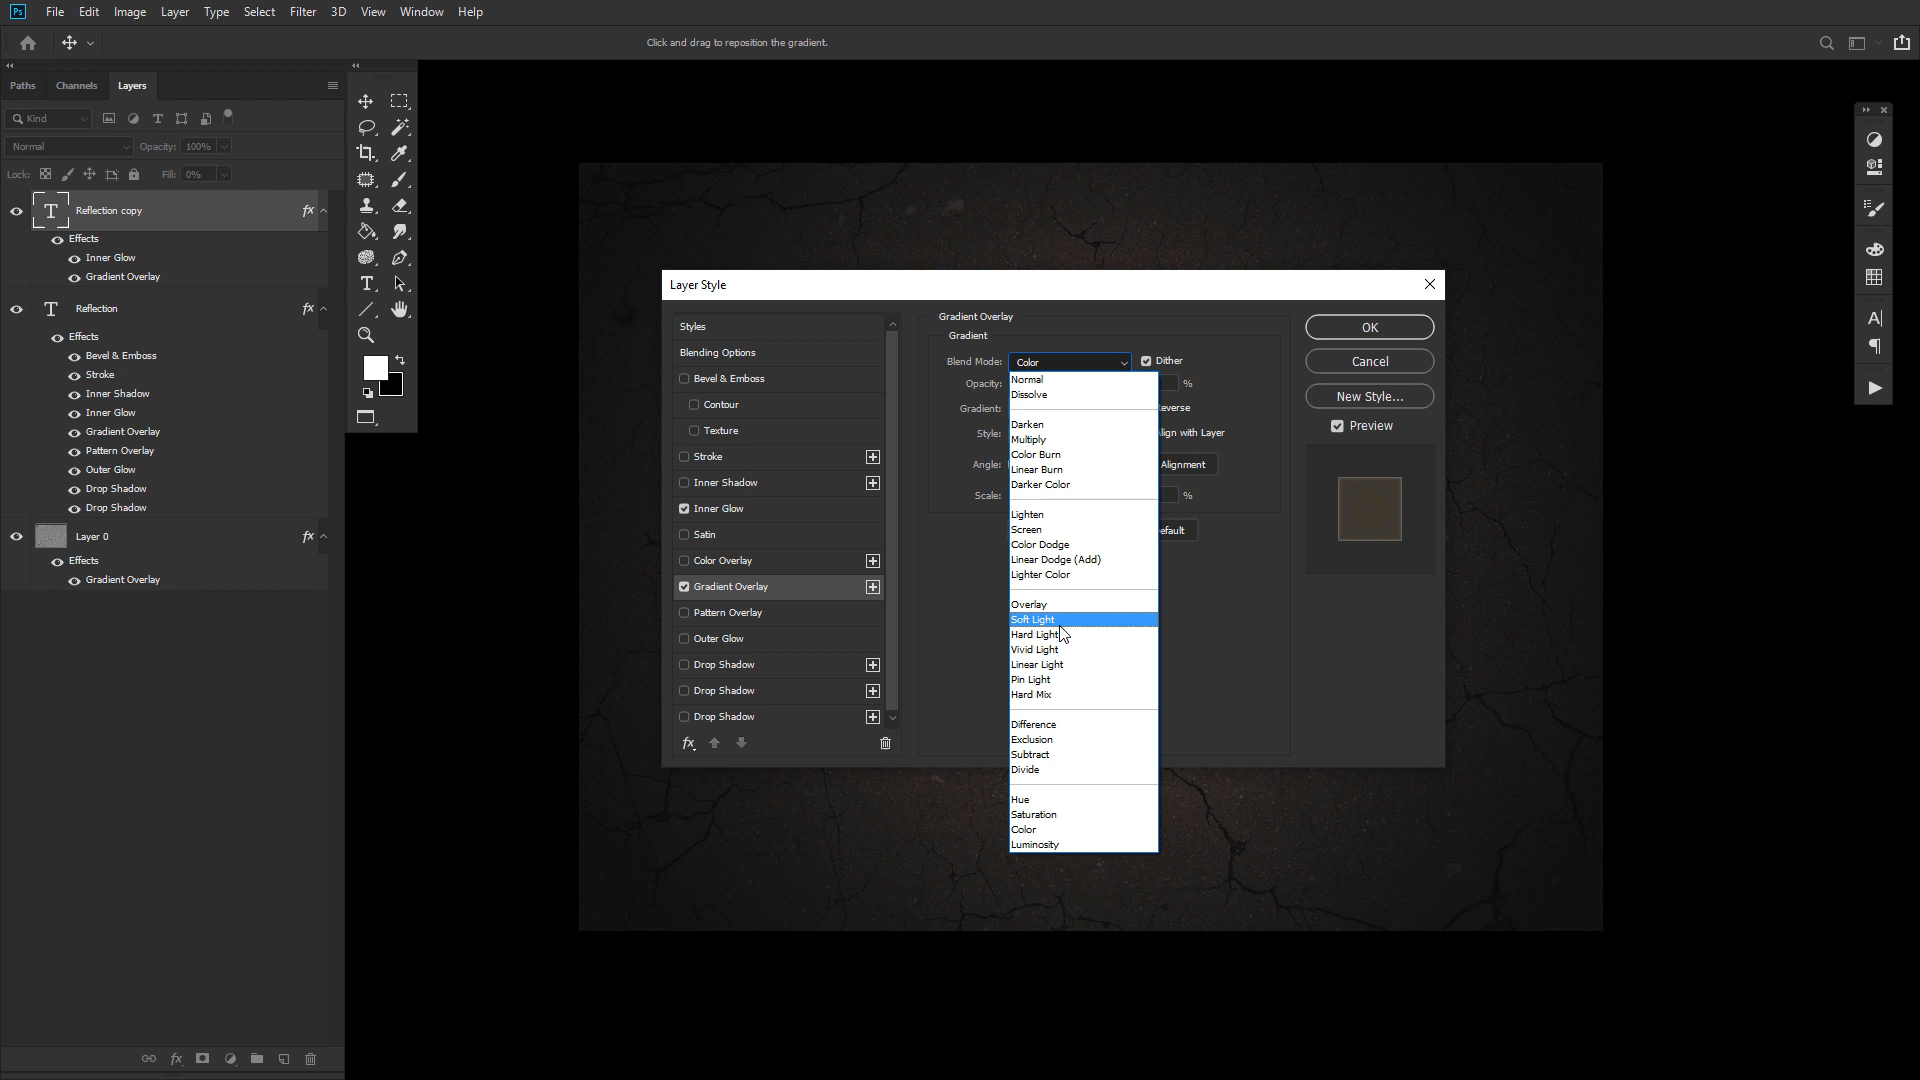 Ps File Edit Image Layer Type Select Filter 3D View Window Help
Click and drag to reposition the gradient.
Paths Channels Layers
Kind
Normal Opacity: 100%
Lock: Fill: 0%
T Reflection copy fx
Effects
Inner Glow
Gradient Overlay
T Reflection fx
Effects
Bevel & Emboss
Stroke
Inner Shadow
Inner Glow
Gradient Overlay
Pattern Overlay
Outer Glow
Drop Shadow
Drop Shadow
Layer 0 fx
Effects
Gradient Overlay
Layer Style
Styles
Blending Options
Bevel & Emboss
Contour
Texture
Stroke
Inner Shadow
Inner Glow
Satin
Color Overlay
Gradient Overlay
Pattern Overlay
Outer Glow
Drop Shadow
Drop Shadow
Drop Shadow
fx
Gradient Overlay
Gradient
Blend Mode: Color Dither
Opacity: %
Gradient: everse
Style: lign with Layer
Angle: Alignment
Scale: %
efault
Normal
Dissolve
Darken
Multiply
Color Burn
Linear Burn
Darker Color
Lighten
Screen
Color Dodge
Linear Dodge (Add)
Lighter Color
Overlay
Soft Light
Hard Light
Vivid Light
Linear Light
Pin Light
Hard Mix
Difference
Exclusion
Subtract
Divide
Hue
Saturation
Color
Luminosity
OK
Cancel
New Style...
Preview